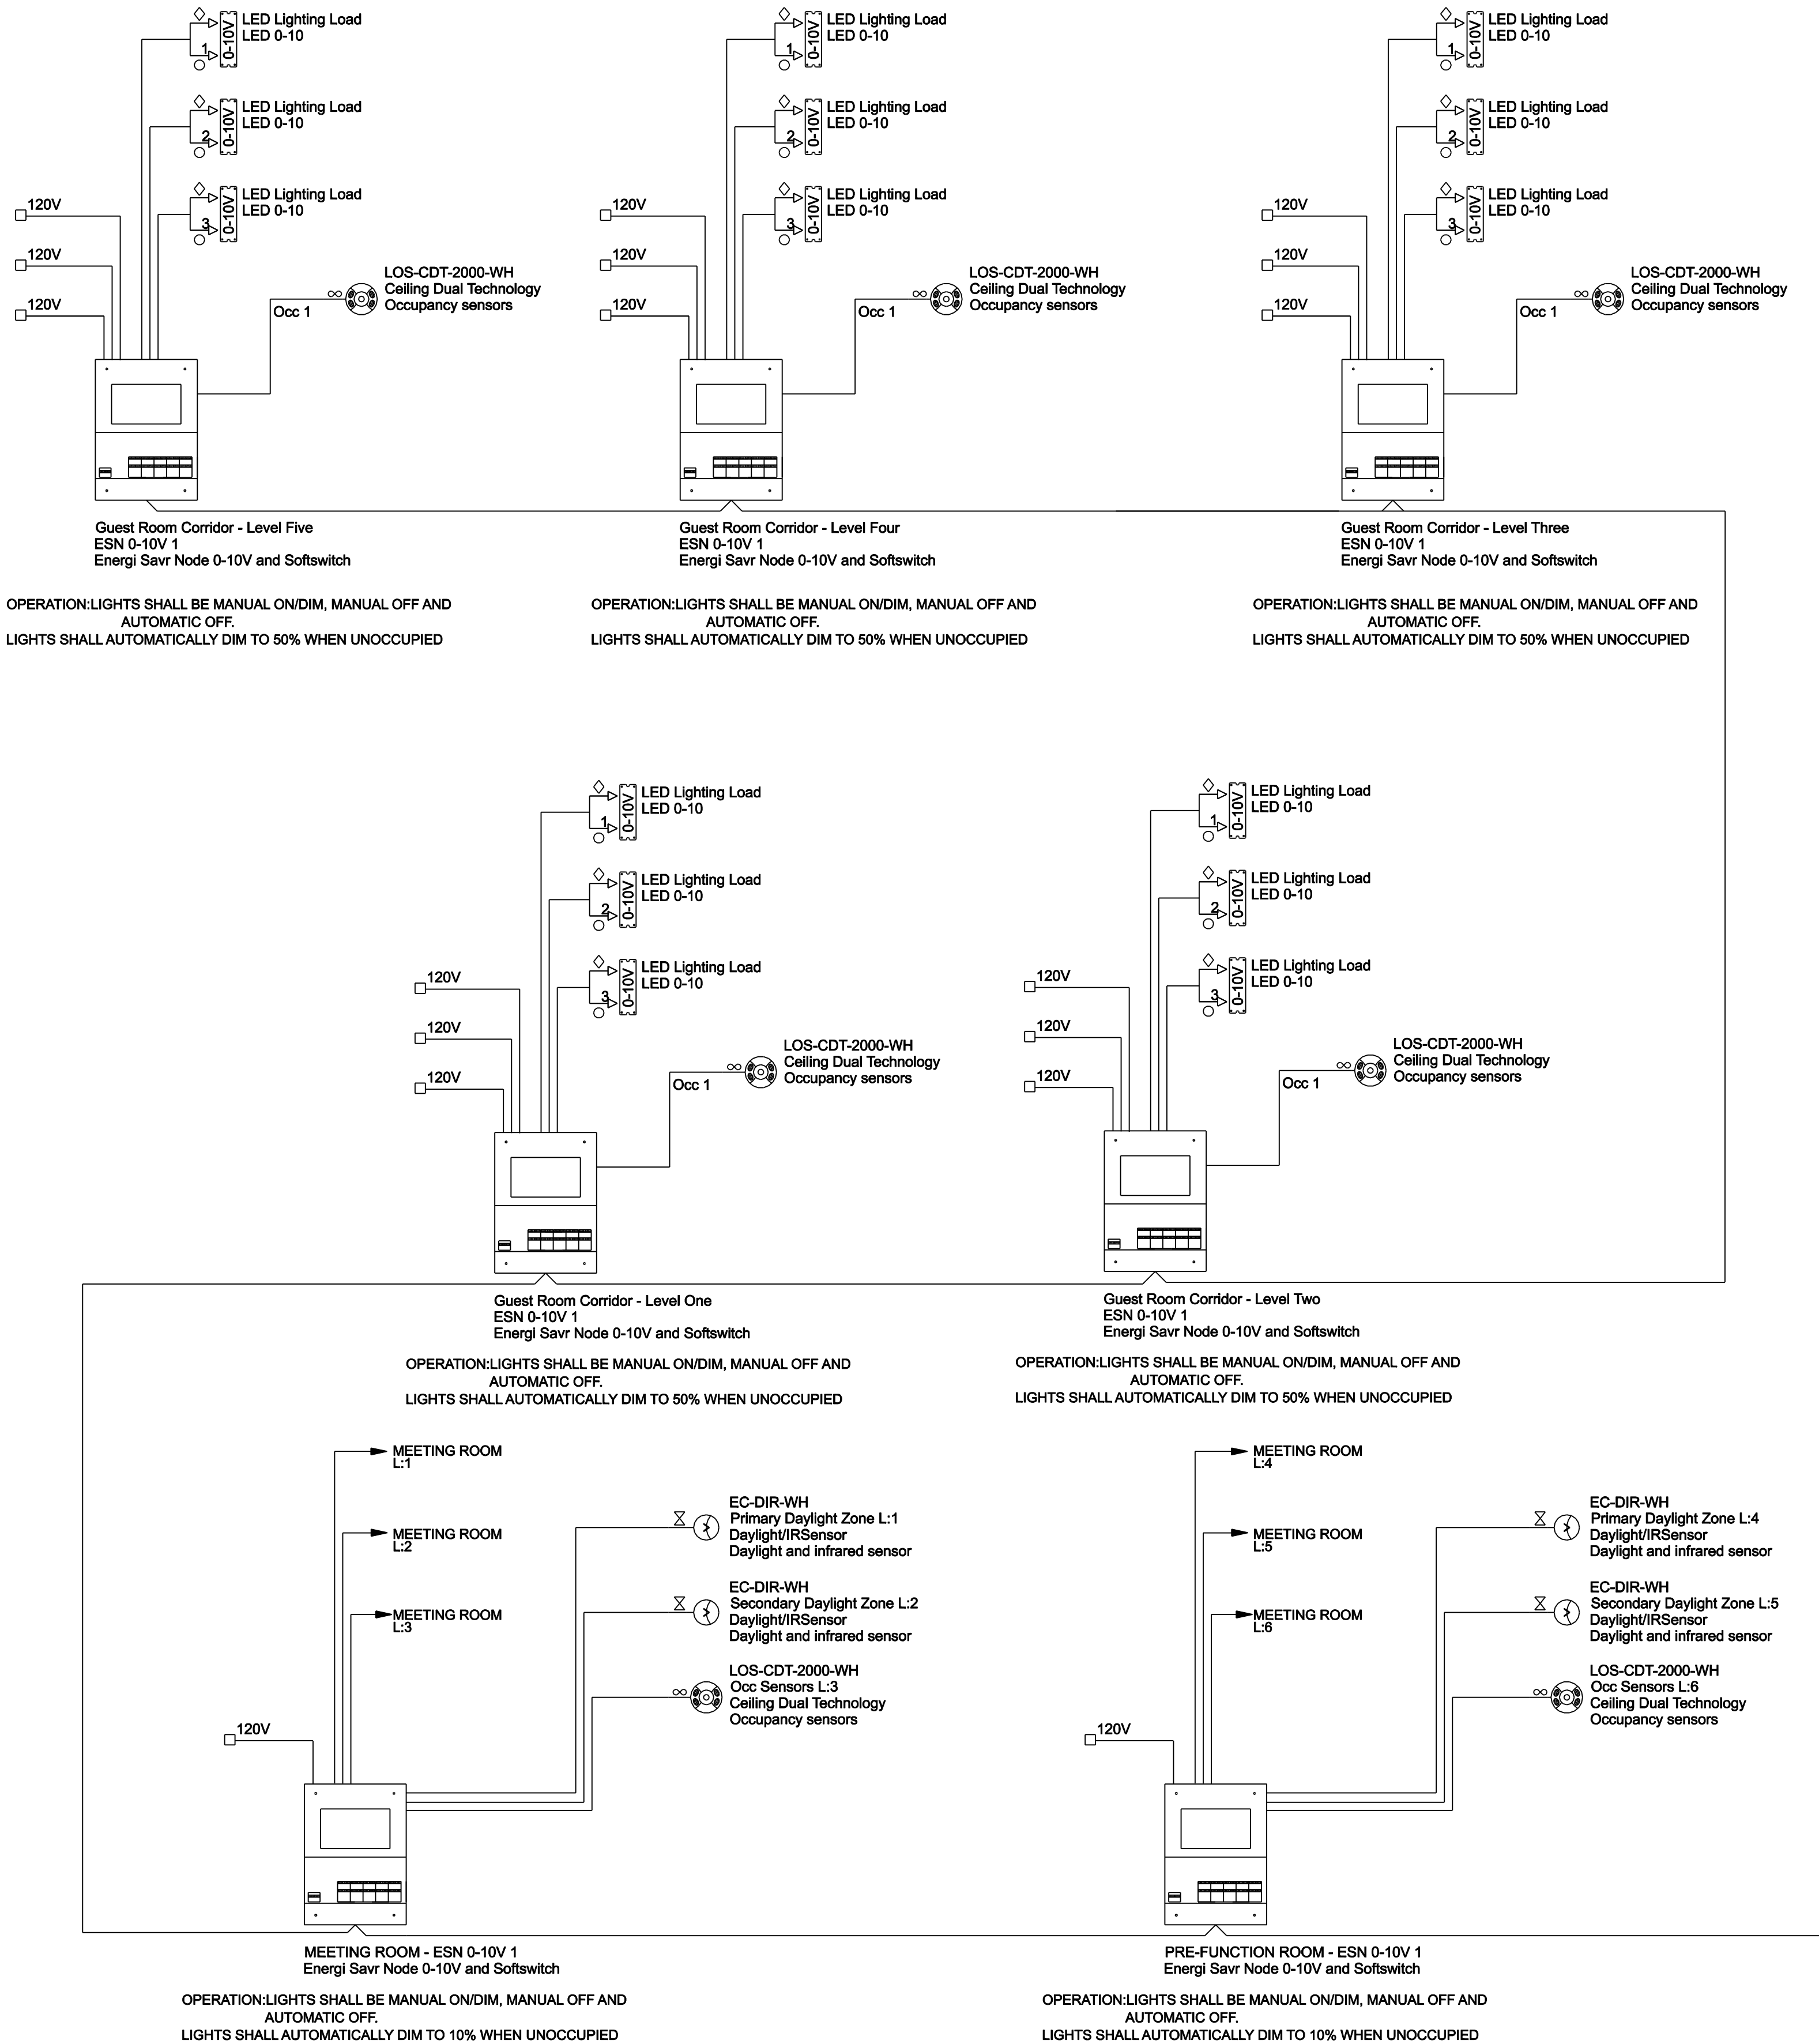 LED Lighting Load
LED 0-10
1
0-10V
LED Lighting Load
LED 0-10
2
0-10V
LED Lighting Load
LED 0-10
3
0-10V
120V
120V
120V
LOS-CDT-2000-WH
Ceiling Dual Technology
Occupancy sensors
∞
Occ 1
Guest Room Corridor - Level Five
ESN 0-10V 1
Energi Savr Node 0-10V and Softswitch
OPERATION:LIGHTS SHALL BE MANUAL ON/DIM, MANUAL OFF AND
AUTOMATIC OFF.
LIGHTS SHALL AUTOMATICALLY DIM TO 50% WHEN UNOCCUPIED
LED Lighting Load
LED 0-10
1
0-10V
LED Lighting Load
LED 0-10
2
0-10V
LED Lighting Load
LED 0-10
3
0-10V
120V
120V
120V
LOS-CDT-2000-WH
Ceiling Dual Technology
Occupancy sensors
∞
Occ 1
Guest Room Corridor - Level Four
ESN 0-10V 1
Energi Savr Node 0-10V and Softswitch
OPERATION:LIGHTS SHALL BE MANUAL ON/DIM, MANUAL OFF AND
AUTOMATIC OFF.
LIGHTS SHALL AUTOMATICALLY DIM TO 50% WHEN UNOCCUPIED
LED Lighting Load
LED 0-10
1
0-10V
LED Lighting Load
LED 0-10
2
0-10V
LED Lighting Load
LED 0-10
3
0-10V
120V
120V
120V
LOS-CDT-2000-WH
Ceiling Dual Technology
Occupancy sensors
∞
Occ 1
Guest Room Corridor - Level Three
ESN 0-10V 1
Energi Savr Node 0-10V and Softswitch
OPERATION:LIGHTS SHALL BE MANUAL ON/DIM, MANUAL OFF AND
AUTOMATIC OFF.
LIGHTS SHALL AUTOMATICALLY DIM TO 50% WHEN UNOCCUPIED
LED Lighting Load
LED 0-10
1
0-10V
LED Lighting Load
LED 0-10
2
0-10V
LED Lighting Load
LED 0-10
3
0-10V
120V
120V
120V
LOS-CDT-2000-WH
Ceiling Dual Technology
Occupancy sensors
∞
Occ 1
Guest Room Corridor - Level One
ESN 0-10V 1
Energi Savr Node 0-10V and Softswitch
OPERATION:LIGHTS SHALL BE MANUAL ON/DIM, MANUAL OFF AND
AUTOMATIC OFF.
LIGHTS SHALL AUTOMATICALLY DIM TO 50% WHEN UNOCCUPIED
LED Lighting Load
LED 0-10
1
0-10V
LED Lighting Load
LED 0-10
2
0-10V
LED Lighting Load
LED 0-10
3
0-10V
120V
120V
120V
LOS-CDT-2000-WH
Ceiling Dual Technology
Occupancy sensors
∞
Occ 1
Guest Room Corridor - Level Two
ESN 0-10V 1
Energi Savr Node 0-10V and Softswitch
OPERATION:LIGHTS SHALL BE MANUAL ON/DIM, MANUAL OFF AND
AUTOMATIC OFF.
LIGHTS SHALL AUTOMATICALLY DIM TO 50% WHEN UNOCCUPIED
MEETING ROOM
L:1
MEETING ROOM
L:2
MEETING ROOM
L:3
EC-DIR-WH
Primary Daylight Zone L:1
Daylight/IRSensor
Daylight and infrared sensor
EC-DIR-WH
Secondary Daylight Zone L:2
Daylight/IRSensor
Daylight and infrared sensor
LOS-CDT-2000-WH
Occ Sensors L:3
Ceiling Dual Technology
Occupancy sensors
∞
120V
MEETING ROOM - ESN 0-10V 1
Energi Savr Node 0-10V and Softswitch
OPERATION:LIGHTS SHALL BE MANUAL ON/DIM, MANUAL OFF AND
AUTOMATIC OFF.
LIGHTS SHALL AUTOMATICALLY DIM TO 10% WHEN UNOCCUPIED
MEETING ROOM
L:4
MEETING ROOM
L:5
MEETING ROOM
L:6
EC-DIR-WH
Primary Daylight Zone L:4
Daylight/IRSensor
Daylight and infrared sensor
EC-DIR-WH
Secondary Daylight Zone L:5
Daylight/IRSensor
Daylight and infrared sensor
LOS-CDT-2000-WH
Occ Sensors L:6
Ceiling Dual Technology
Occupancy sensors
∞
120V
PRE-FUNCTION ROOM - ESN 0-10V 1
Energi Savr Node 0-10V and Softswitch
OPERATION:LIGHTS SHALL BE MANUAL ON/DIM, MANUAL OFF AND
AUTOMATIC OFF.
LIGHTS SHALL AUTOMATICALLY DIM TO 10% WHEN UNOCCUPIED